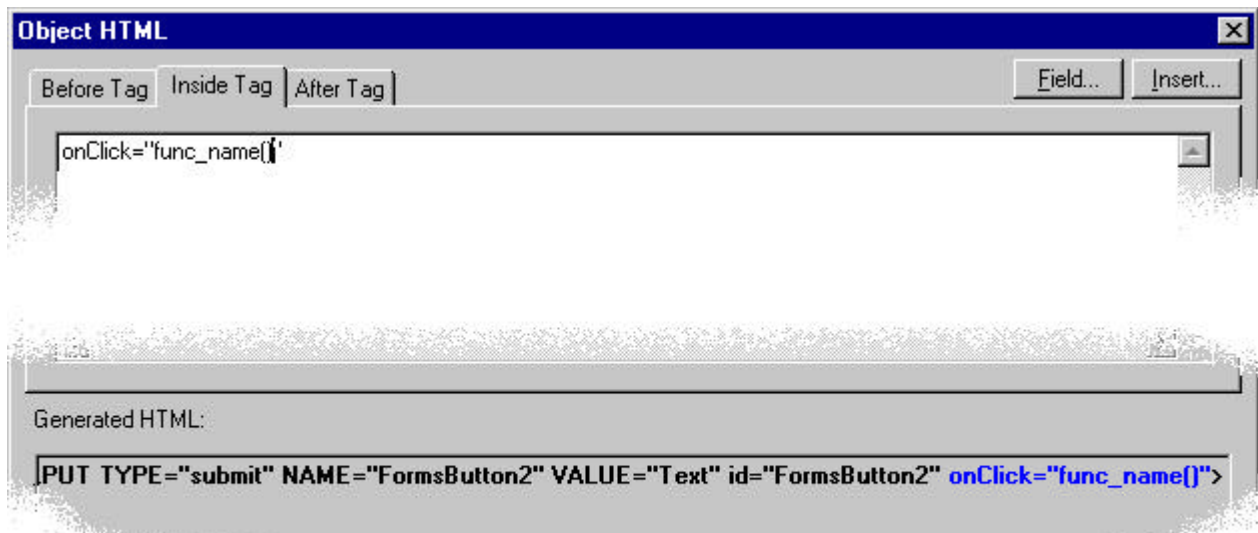 Object HTML
Before Tag Inside Tag After Tag Field... Insert...
onClick="func_name()"
Generated HTML:
PUT TYPE="submit" NAME="FormsButton2" VALUE="Text" id="FormsButton2" onClick="func_name()">